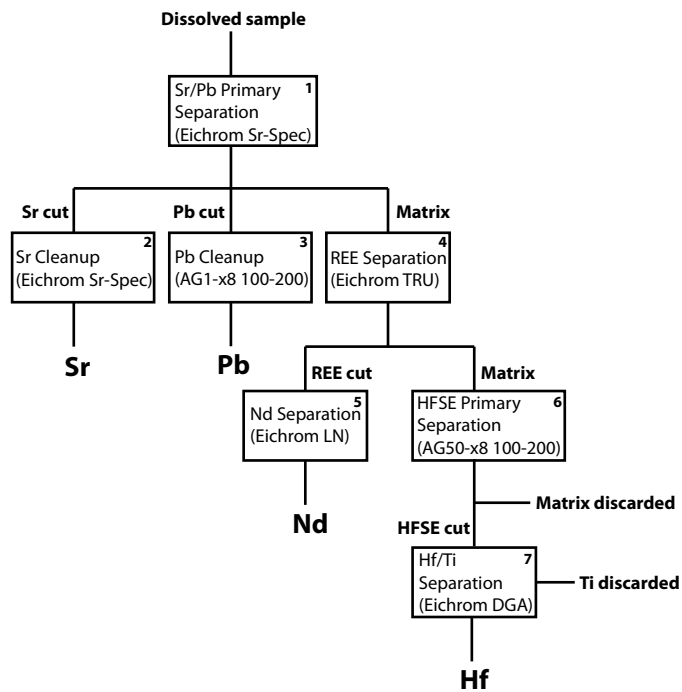 Dissolved sample
Sr/Pb Primary 1
Separation
(Eichrom Sr-Spec)
Sr cut
Pb cut
Matrix
Sr Cleanup 2
(Eichrom Sr-Spec)
Pb Cleanup 3
(AG1-x8 100-200)
REE Separation 4
(Eichrom TRU)
Sr
Pb
REE cut
Matrix
Nd Separation 5
(Eichrom LN)
HFSE Primary 6
Separation
(AG50-x8 100-200)
Nd
Matrix discarded
HFSE cut
Hf/Ti 7
Separation
(Eichrom DGA)
Ti discarded
Hf